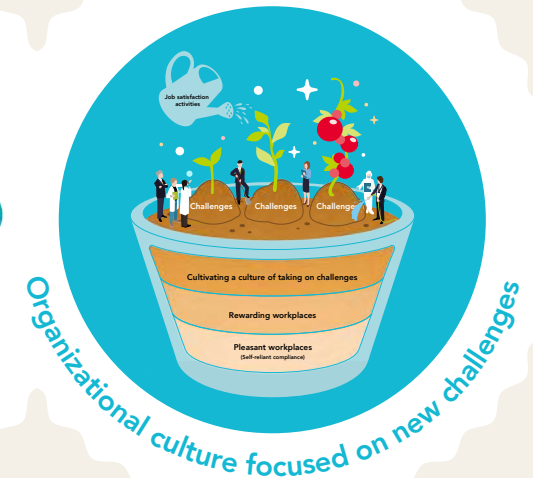 Job satisfaction
activities
Challenges
Challenges
Challenge
Cultivating a culture of taking on challenges
Rewarding workplaces
Pleasant workplaces
(Self-reliant compliance)
Organizational culture focused on new challenges